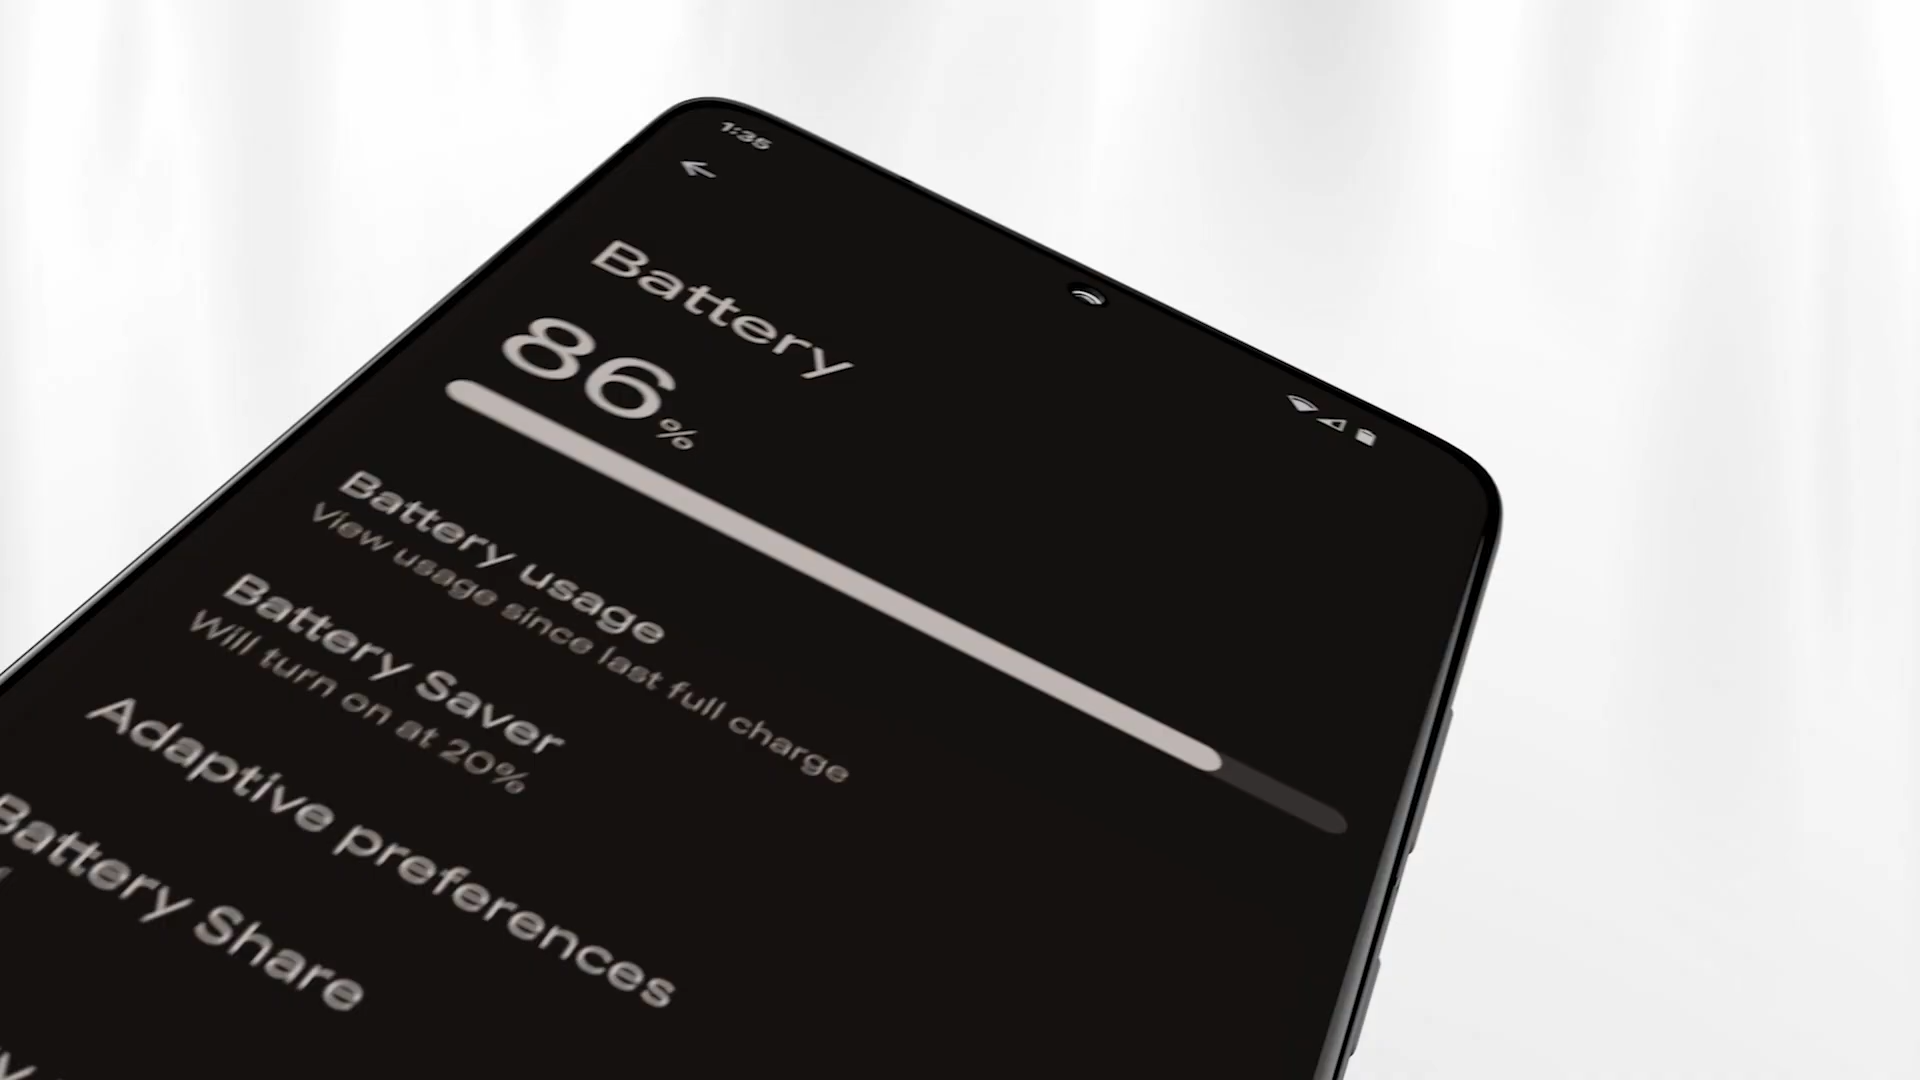 1:35
Battery
86%
Battery usage
View usage since last full charge
Battery Saver
Will turn on at 20%
Adaptive preferences
Battery Share